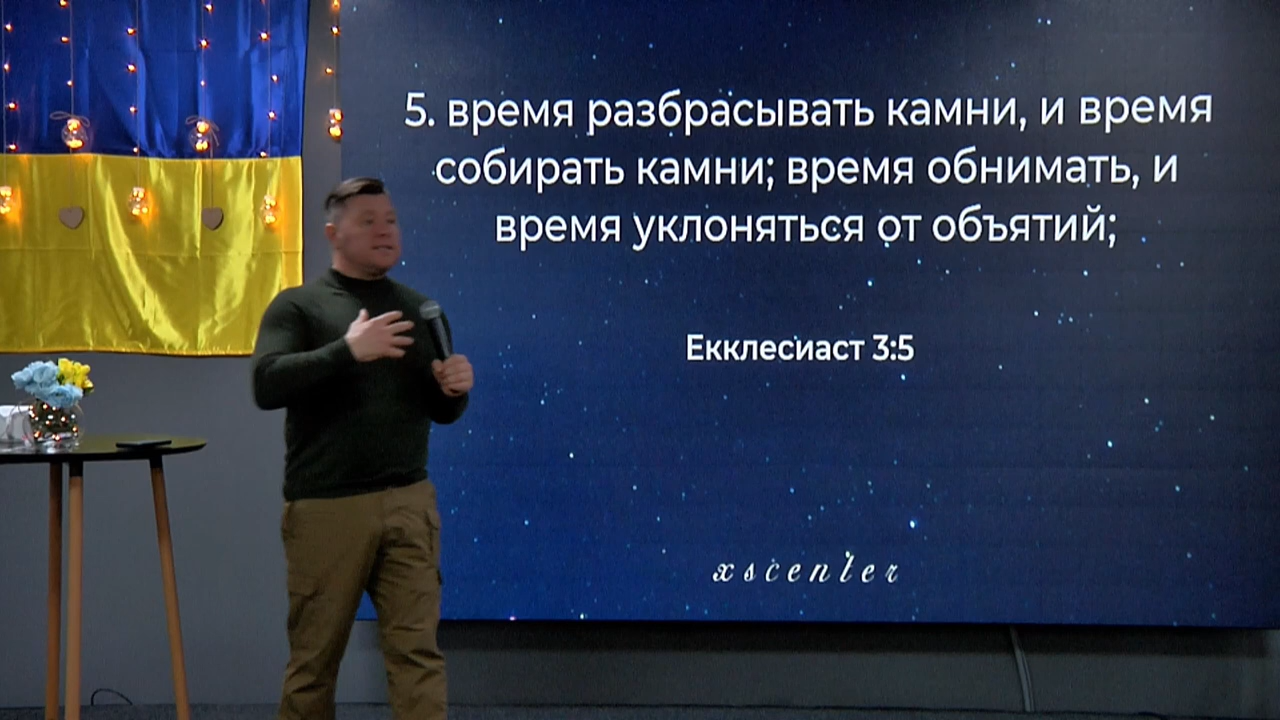 5. время разбрасывать камни, и время
собирать камни; время обнимать, и
время уклоняться от объятий;
Екклесиаст 3:5
xscenter